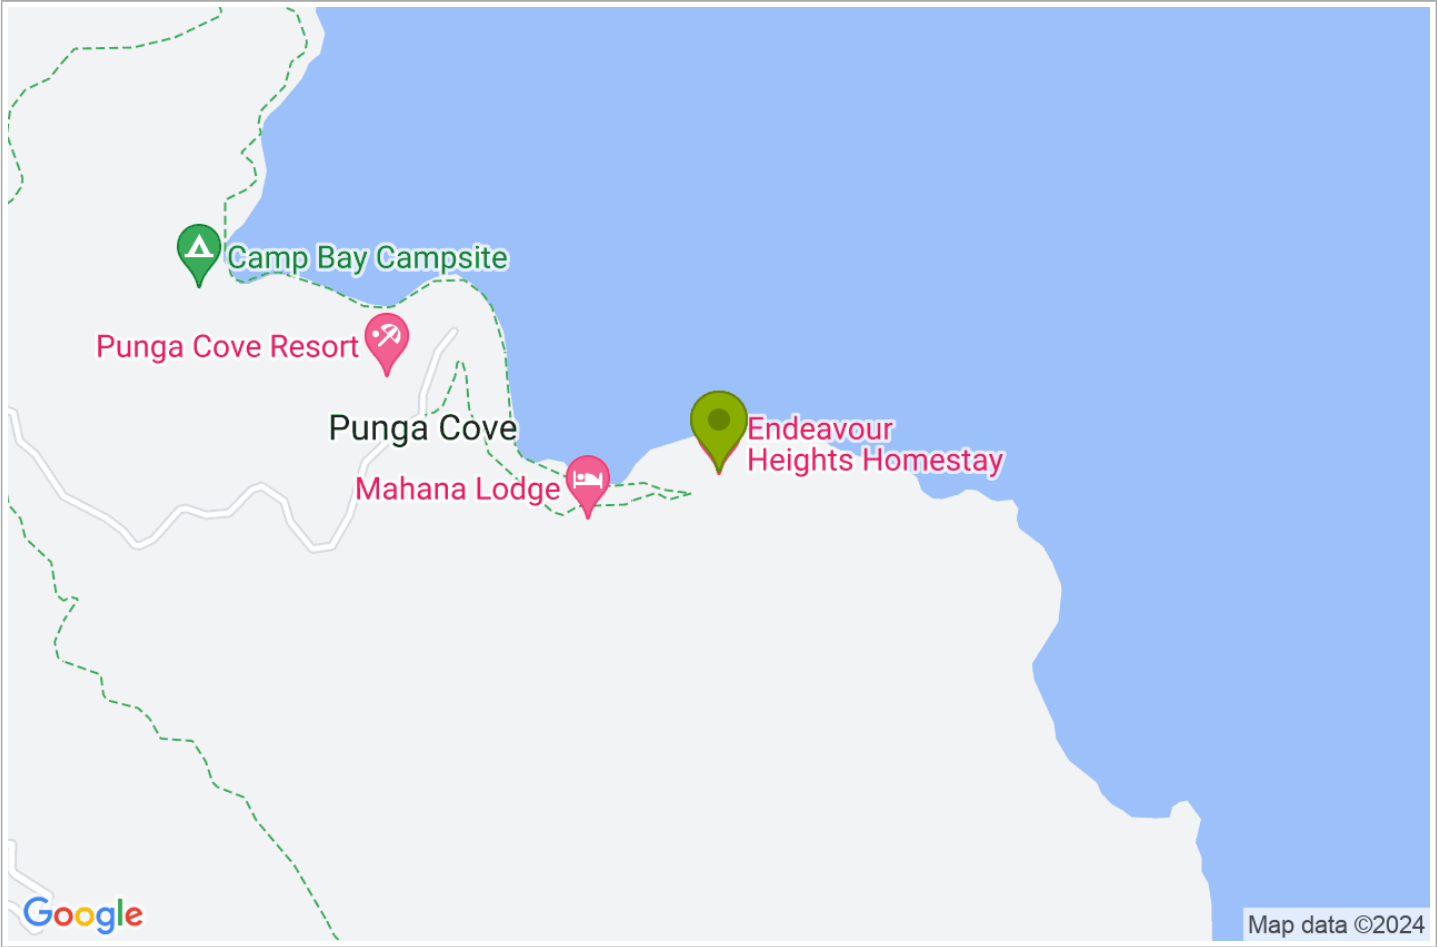 Camp Bay Campsite
Punga Cove Resort
Punga Cove
Endeavour
Heights Homestay
Mahana Lodge
Google
Map data ©2024